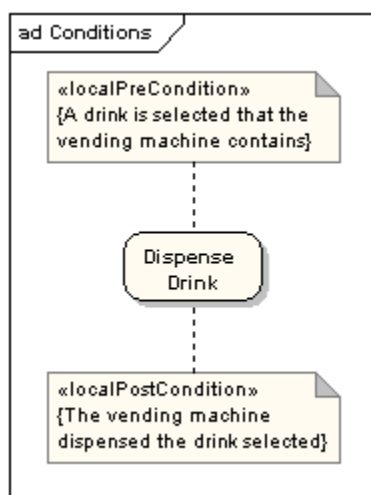 ad Conditions
«localPreCondition»
{A drink is selected that the
vending machine contains}
Dispense
Drink
«localPostCondition»
{The vending machine
dispensed the drink selected}